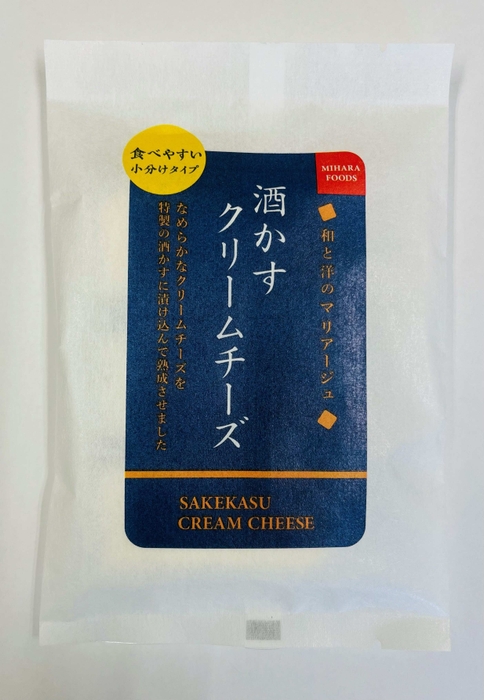 食べやすい
小分けタイプ
MIHARA
FOODS
和と洋のマリアージュ
酒かす
クリームチーズ
なめらかなクリームチーズを
特製の酒かすに漬け込んで熟成させました
SAKEKASU
CREAM CHEESE